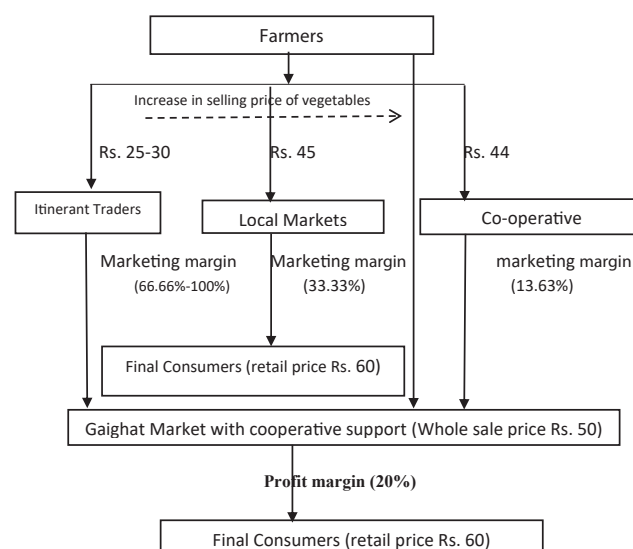 Farmers
Increase in selling price of vegetables
Rs. 25-30
Rs. 45
Rs. 44
Itinerant Traders
Local Markets
Co-operative
Marketing margin
(66.66%-100%)
Marketing margin
(33.33%)
marketing margin
(13.63%)
Final Consumers (retail price Rs. 60)
Gaighat Market with cooperative support (Whole sale price Rs. 50)
Profit margin (20%)
Final Consumers (retail price Rs. 60)